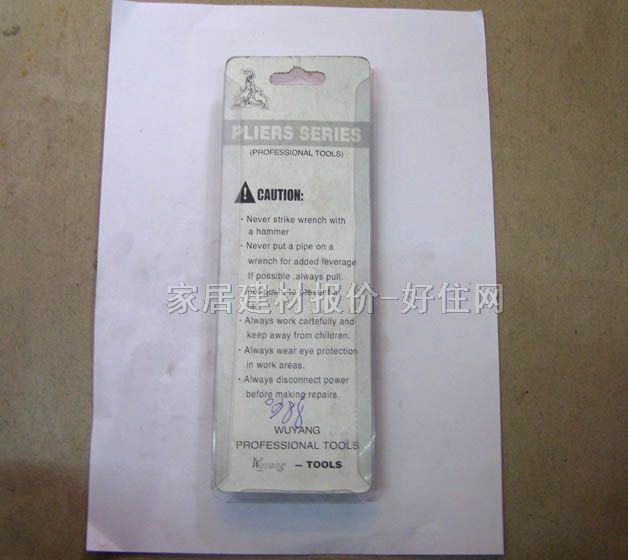 PLIERS SERIES
(PROFESSIONAL TOOLS)
CAUTION:
· Never strike wrench with
a hammer
· Never put a pipe on a
wrench for added leverage
If possible ,always pull.
家居建材报价-好住网
· Always work cartefully and
keep away from children.
· Always wear eye protection
in work areas.
· Always disconnect power
before making repairs.
WUYANG
PROFESSIONAL TOOLS
Wuyang – TOOLS